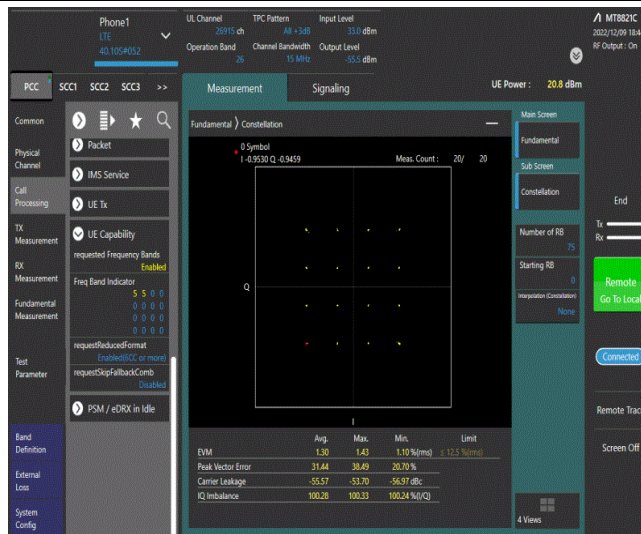 Phone1
LTE
40.105#052
UL Channel
26915 ch
TPC Pattern
All +3dB
Input Level
33.0 dBm
Operation Band
26
Channel Bandwidth
15 MHz
Output Level
-55.5 dBm
MT8821C
2022/12/09 18:4
RF Output : On
PCC SCC1 SCC2 SCC3 >>
Measurement Signaling
UE Power : 20.8 dBm
Common
Physical
Channel
Call
Processing
TX
Measurement
RX
Measurement
Fundamental
Measurement
Test
Parameter
Band
Definition
External
Loss
System
Config
Packet
IMS Service
UE Tx
UE Capability
requested Frequency Bands
Enabled
Freq Band Indicator
5 5 0 0
0 0 0 0
0 0 0 0
0 0 0 0
requestReducedFormat
Enabled(6CC or more)
requestSkipFallbackComb
Disabled
PSM / eDRX in Idle
Fundamental ⟩ Constellation
0 Symbol
I -0.9530 Q -0.9459
Meas. Count : 20/ 20
Q
I
Avg. Max. Min. Limit
EVM 1.30 1.43 1.10 %(rms) ± 12.5 %(rms)
Peak Vector Error 31.44 38.49 20.70 %
Carrier Leakage -55.57 -53.70 -56.97 dBc
IQ Imbalance 100.28 100.33 100.24 %(I/Q)
Main Screen
Fundamental
Sub Screen
Constellation
Number of RB
75
Starting RB
0
Interpolation (Constellation)
None
4 Views
End
Tx
Rx
Remote
Go To Local
Connected
Remote Trac
Screen Off